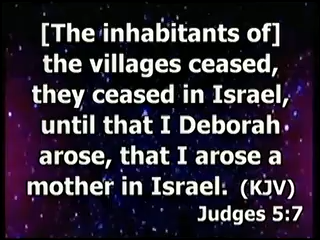 [The inhabitants of]
the villages ceased,
they ceased in Israel,
until that I Deborah
arose, that I arose a
mother in Israel. (KJV)
Judges 5:7